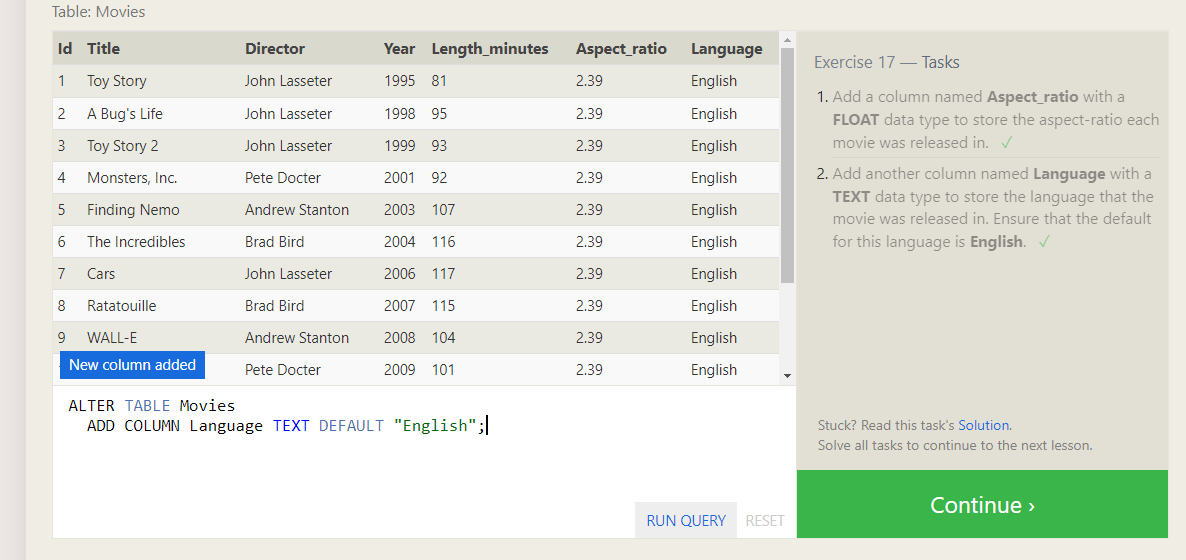 Table: Movies
Id Title Director Year Length_minutes Aspect_ratio Language
1 Toy Story John Lasseter 1995 81 2.39 English
2 A Bug's Life John Lasseter 1998 95 2.39 English
3 Toy Story 2 John Lasseter 1999 93 2.39 English
4 Monsters, Inc. Pete Docter 2001 92 2.39 English
5 Finding Nemo Andrew Stanton 2003 107 2.39 English
6 The Incredibles Brad Bird 2004 116 2.39 English
7 Cars John Lasseter 2006 117 2.39 English
8 Ratatouille Brad Bird 2007 115 2.39 English
9 WALL-E Andrew Stanton 2008 104 2.39 English
New column added
Pete Docter 2009 101 2.39 English
ALTER TABLE Movies
ADD COLUMN Language TEXT DEFAULT "English";
RUN QUERY RESET
Exercise 17 — Tasks
1. Add a column named Aspect_ratio with a
FLOAT data type to store the aspect-ratio each
movie was released in. ✓
2. Add another column named Language with a
TEXT data type to store the language that the
movie was released in. Ensure that the default
for this language is English. ✓
Stuck? Read this task's Solution.
Solve all tasks to continue to the next lesson.
Continue ›